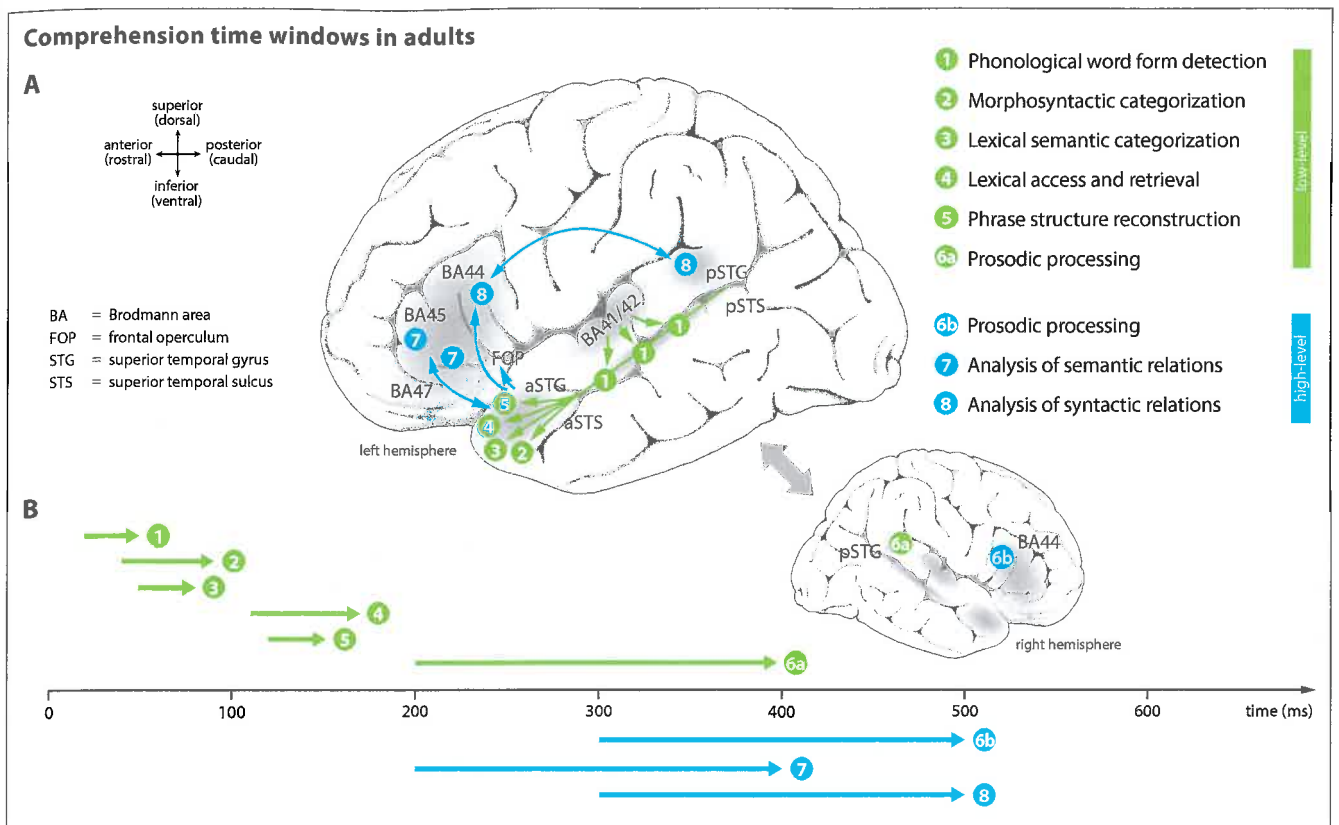 Comprehension time windows in adults
A
superior
(dorsal)
anterior
(rostral)
posterior
(caudal)
inferior
(ventral)
BA = Brodmann area
FOP = frontal operculum
STG = superior temporal gyrus
STS = superior temporal sulcus
1 Phonological word form detection
2 Morphosyntactic categorization
3 Lexical semantic categorization
4 Lexical access and retrieval
5 Phrase structure reconstruction
6a Prosodic processing
low-level
6b Prosodic processing
7 Analysis of semantic relations
8 Analysis of syntactic relations
high-level
BA44
8
BA45
7
7
BA47
FOP
8
pSTG
pSTS
BA41/42
1
1
1
aSTG
aSTS
5
4
3
2
left hemisphere
pSTG
6a
6b
BA44
right hemisphere
B
1
2
3
4
5
6a
0 100 200 300 400 500 600 time (ms)
6b
7
8